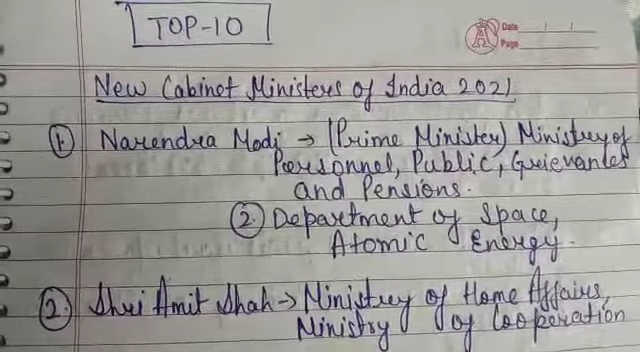 TOP-10
Date
Page
New Cabinet Ministers of India 2021
1. Narendra Modi → (Prime Minister) Ministry of
Personnel, Public, Grievances
and Pensions.
2. Department of Space,
Atomic Energy.
2. Shri Amit Shah → Ministry of Home Affairs,
Ministry of Cooperation